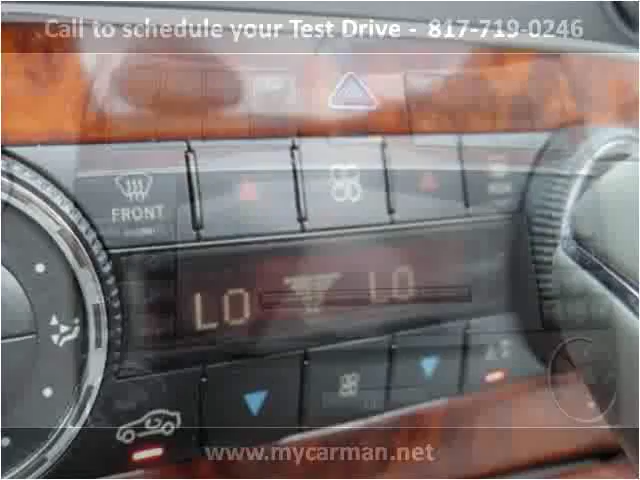 Call to schedule your Test Drive - 817-719-0246
FRONT
LO LO
www.mycarman.net